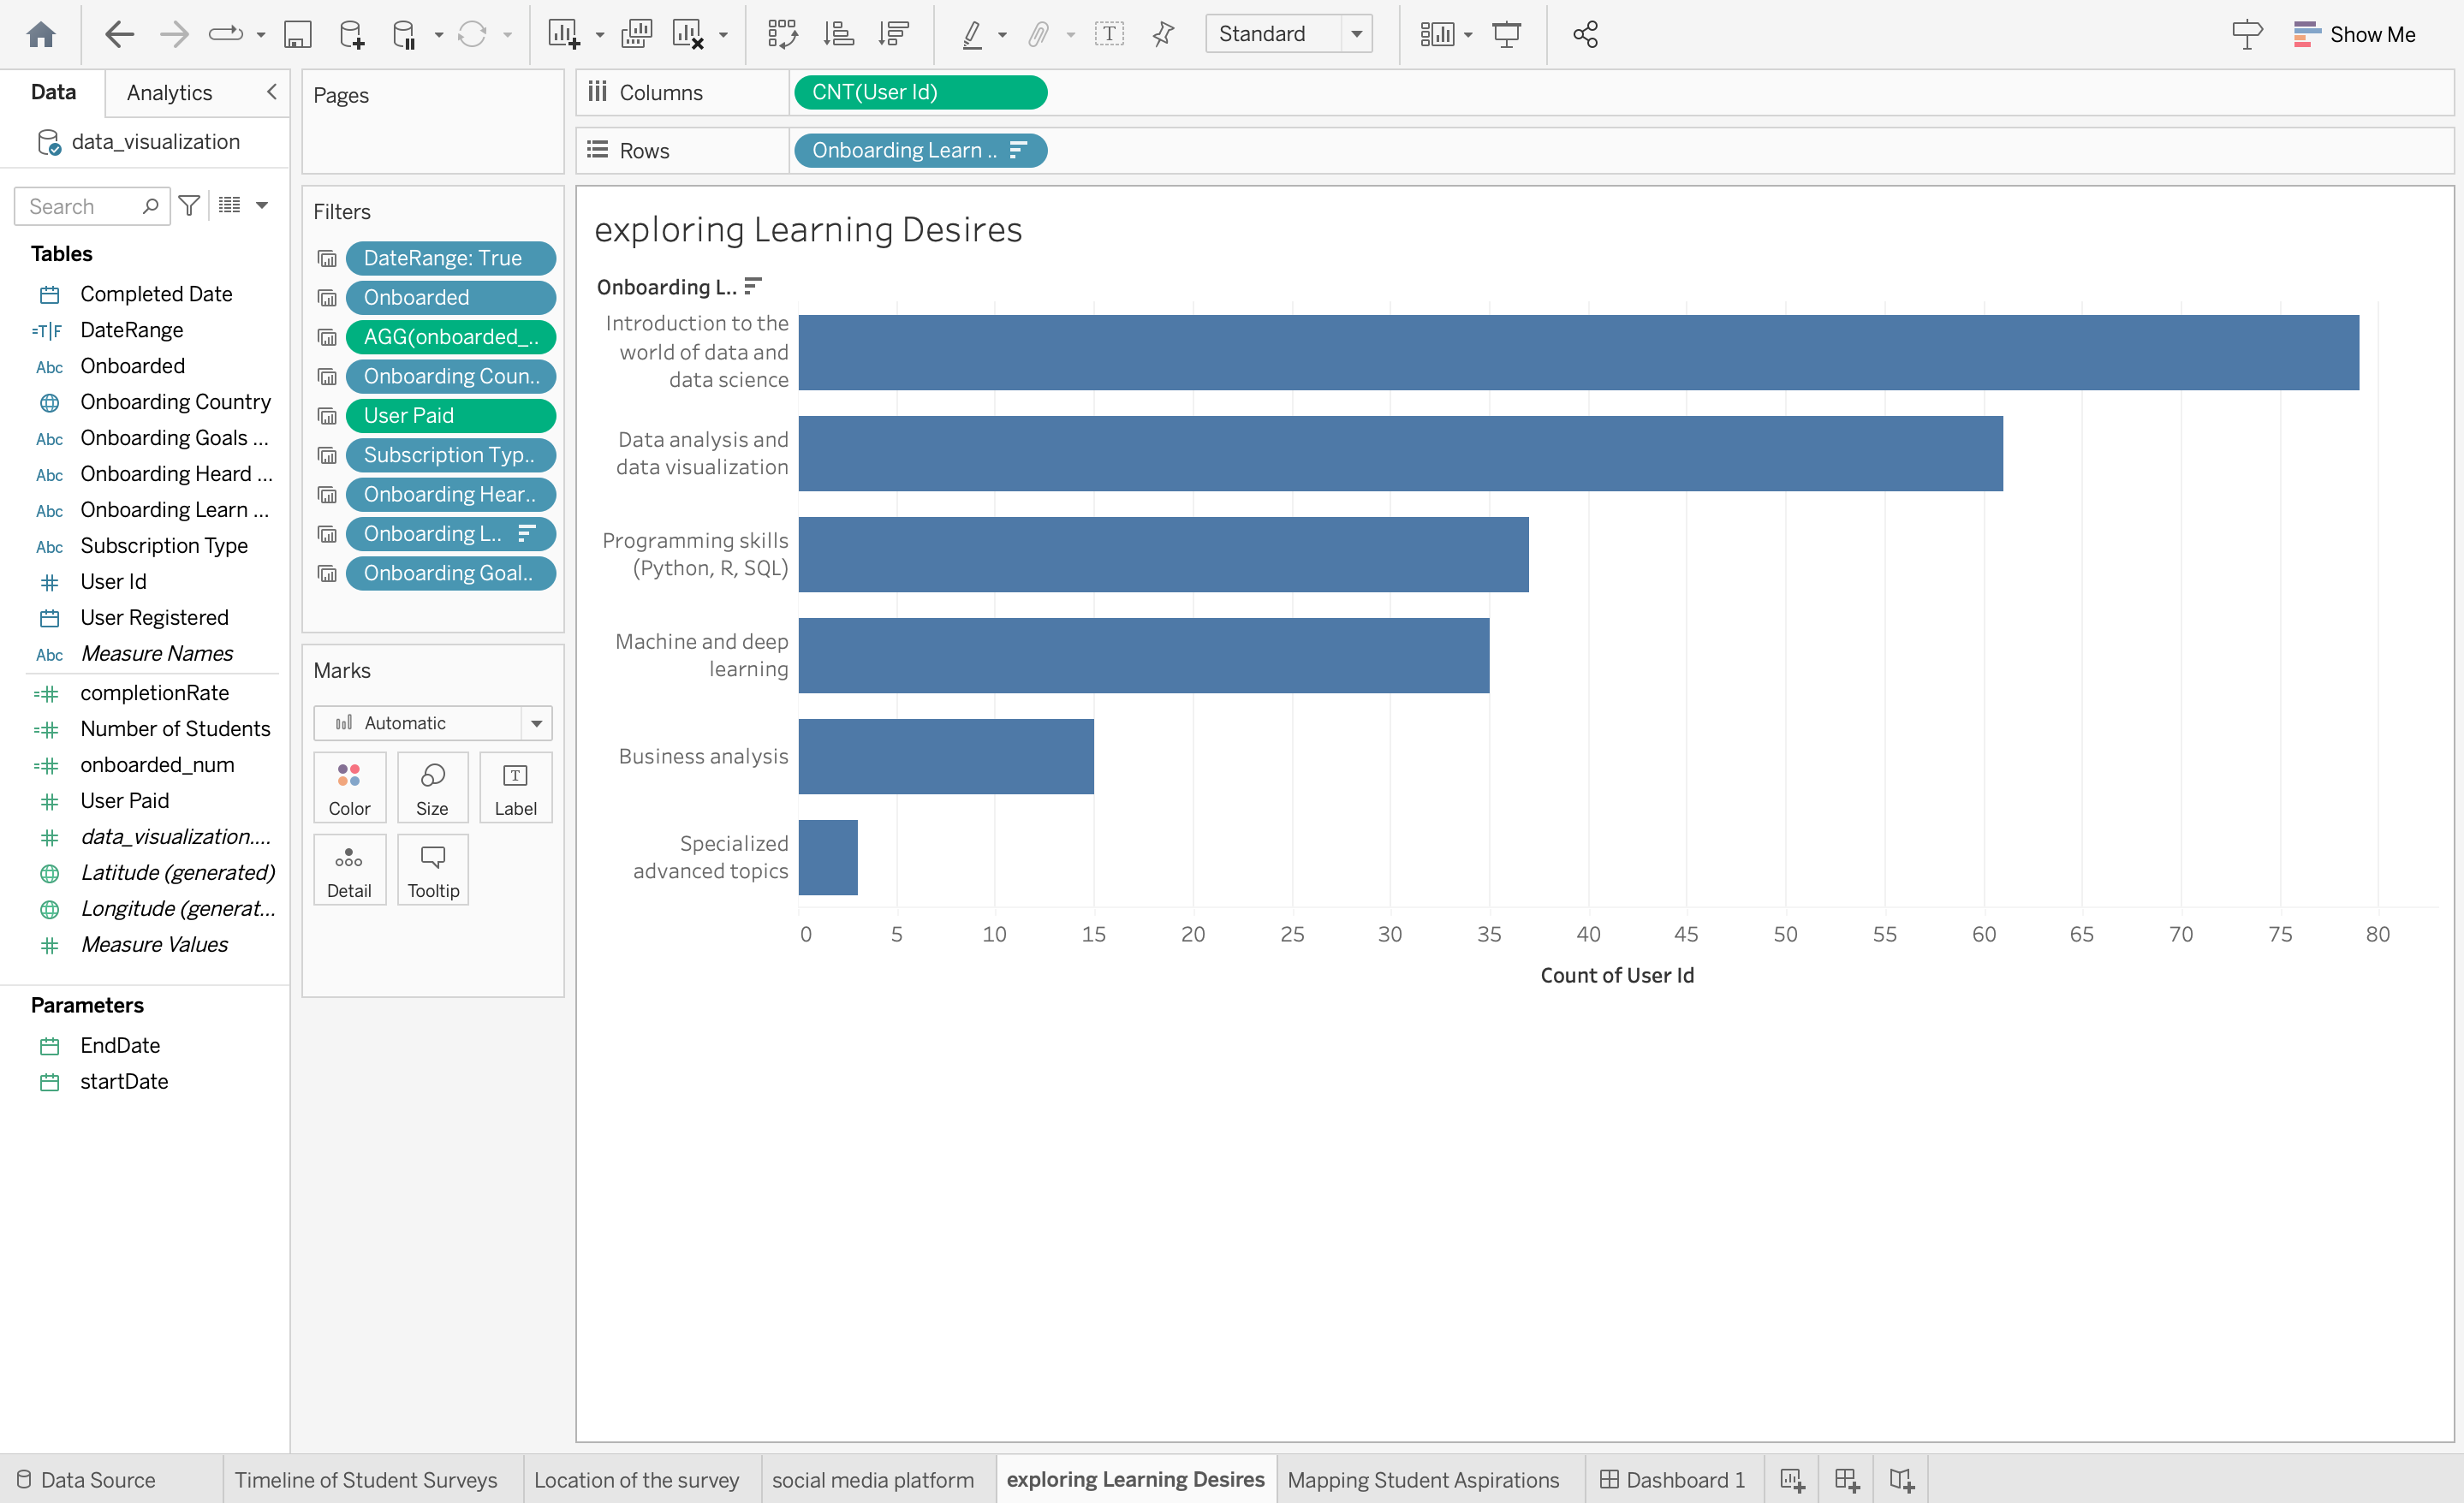 Standard
Show Me
Data
Analytics
data_visualization
Search
Tables
Completed Date
=T|F DateRange
Abc Onboarded
Onboarding Country
Abc Onboarding Goals ...
Abc Onboarding Heard ...
Abc Onboarding Learn ...
Abc Subscription Type
User Id
User Registered
Abc Measure Names
completionRate
Number of Students
onboarded_num
User Paid
data_visualization....
Latitude (generated)
Longitude (generat...
Measure Values
Parameters
EndDate
startDate
Pages
Filters
DateRange: True
Onboarded
AGG(onboarded_..
Onboarding Coun..
User Paid
Subscription Typ..
Onboarding Hear..
Onboarding L..
Onboarding Goal..
Marks
Automatic
Color Size Label
Detail Tooltip
Columns CNT(User Id)
Rows Onboarding Learn ..
exploring Learning Desires
Onboarding L..
Introduction to the
world of data and
data science
Data analysis and
data visualization
Programming skills
(Python, R, SQL)
Machine and deep
learning
Business analysis
Specialized
advanced topics
0 5 10 15 20 25 30 35 40 45 50 55 60 65 70 75 80
Count of User Id
Data Source Timeline of Student Surveys Location of the survey social media platform exploring Learning Desires Mapping Student Aspirations Dashboard 1